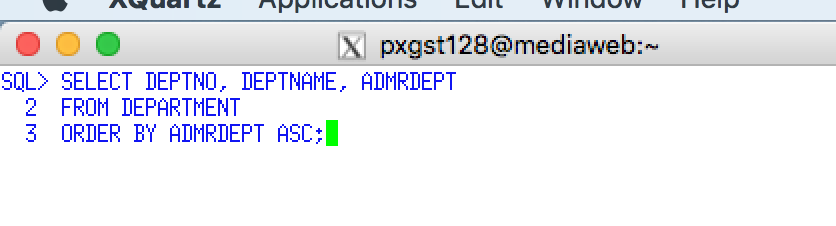 XQuartz Applications Edit Window Help
pxgst128@mediaweb:~
SQL> SELECT DEPTNO, DEPTNAME, ADMRDEPT
2 FROM DEPARTMENT
3 ORDER BY ADMRDEPT ASC;